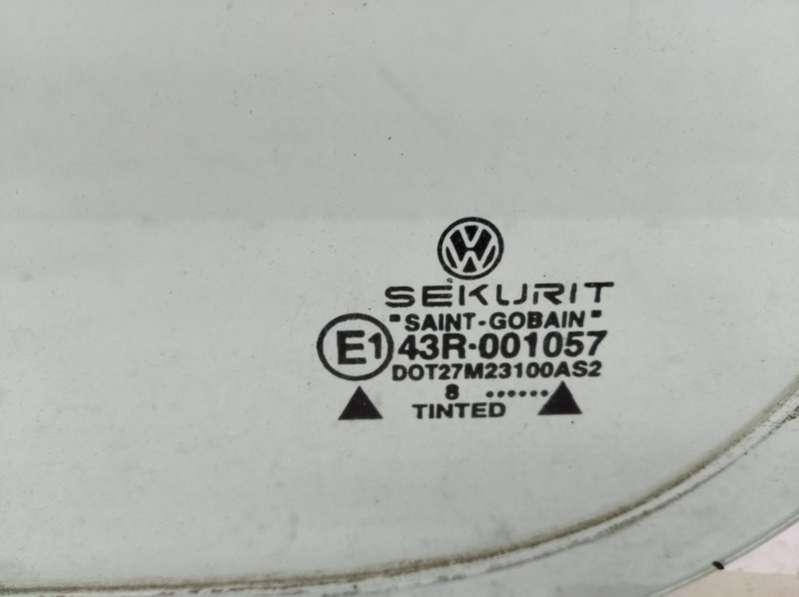 SEKURIT
"SAINT-GOBAIN"
E1 43R-001057
DOT27M23100AS2
8 ······
TINTED